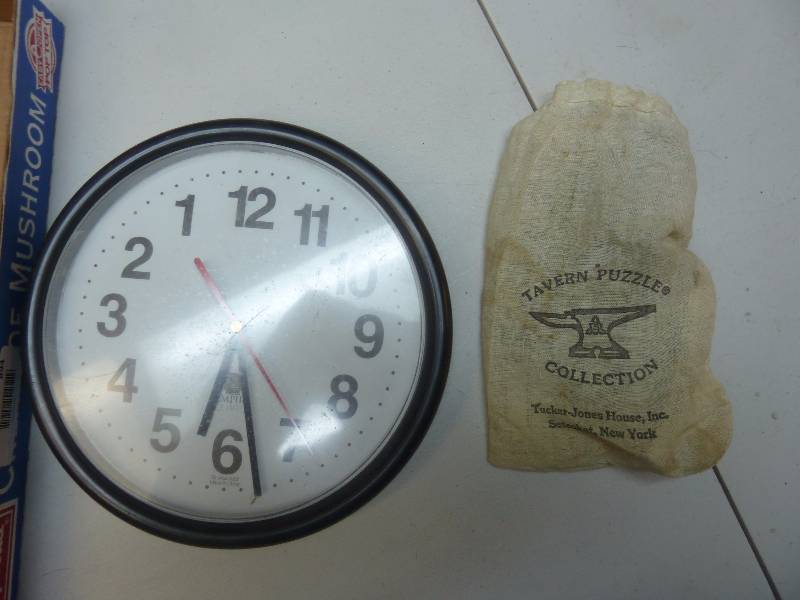 MUSHROOM
12
11
10
9
8
7
6
5
4
3
2
1
TAVERN PUZZLE®
COLLECTION
Tucker-Jones House, Inc.
New York